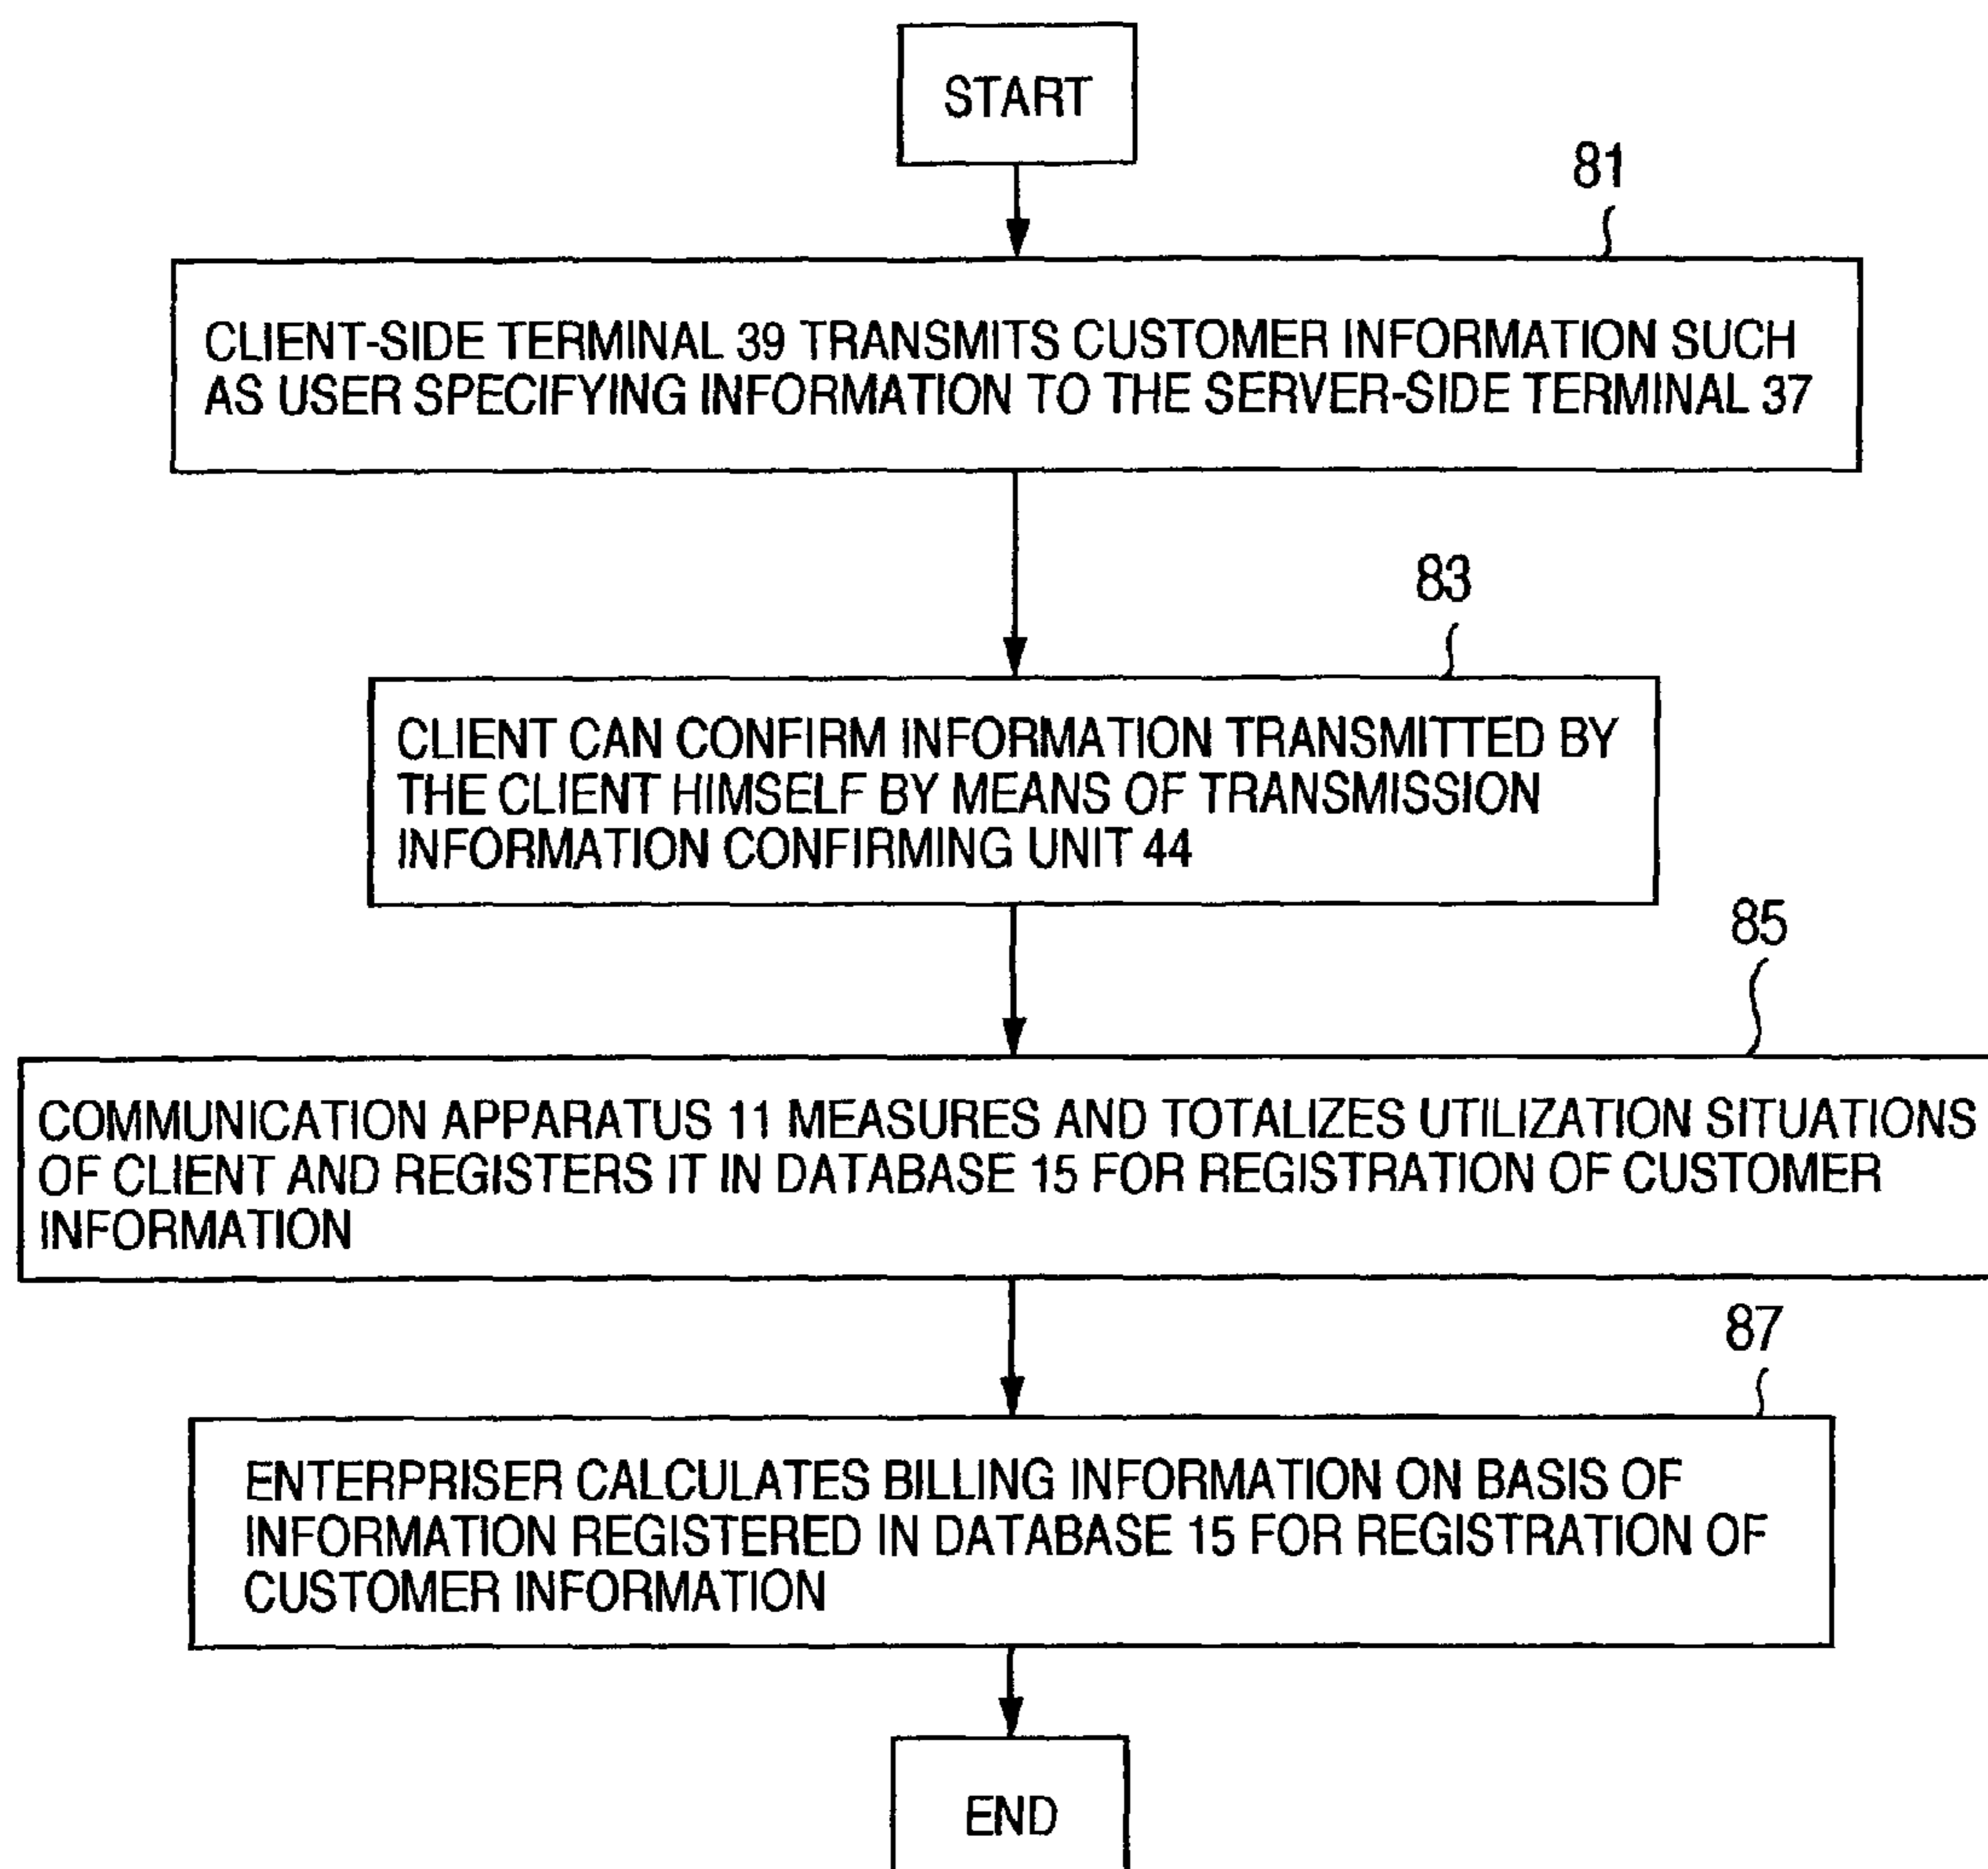 START
81
CLIENT-SIDE TERMINAL 39 TRANSMITS CUSTOMER INFORMATION SUCH
AS USER SPECIFYING INFORMATION TO THE SERVER-SIDE TERMINAL 37
83
CLIENT CAN CONFIRM INFORMATION TRANSMITTED BY
THE CLIENT HIMSELF BY MEANS OF TRANSMISSION
INFORMATION CONFIRMING UNIT 44
85
COMMUNICATION APPARATUS 11 MEASURES AND TOTALIZES UTILIZATION SITUATIONS
OF CLIENT AND REGISTERS IT IN DATABASE 15 FOR REGISTRATION OF CUSTOMER
INFORMATION
87
ENTERPRISER CALCULATES BILLING INFORMATION ON BASIS OF
INFORMATION REGISTERED IN DATABASE 15 FOR REGISTRATION OF
CUSTOMER INFORMATION
END